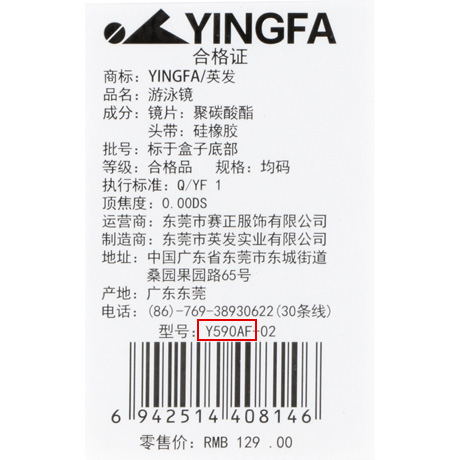 YINGFA
合格证
商标：YINGFA/英发
品名：游泳镜
成分：镜片：聚碳酸酯
头带：硅橡胶
批号：标于盒子底部
等级：合格品 规格：均码
执行标准：Q/YF 1
顶焦度：0.00DS
运营商：东莞市赛正服饰有限公司
制造商：东莞市英发实业有限公司
地址：中国广东省东莞市东城街道
桑园果园路65号
产地：广东东莞
电话：(86)-769-38930622(30条线)
型号：Y590AF-02
6 942514 408146
零售价：RMB 129 .00